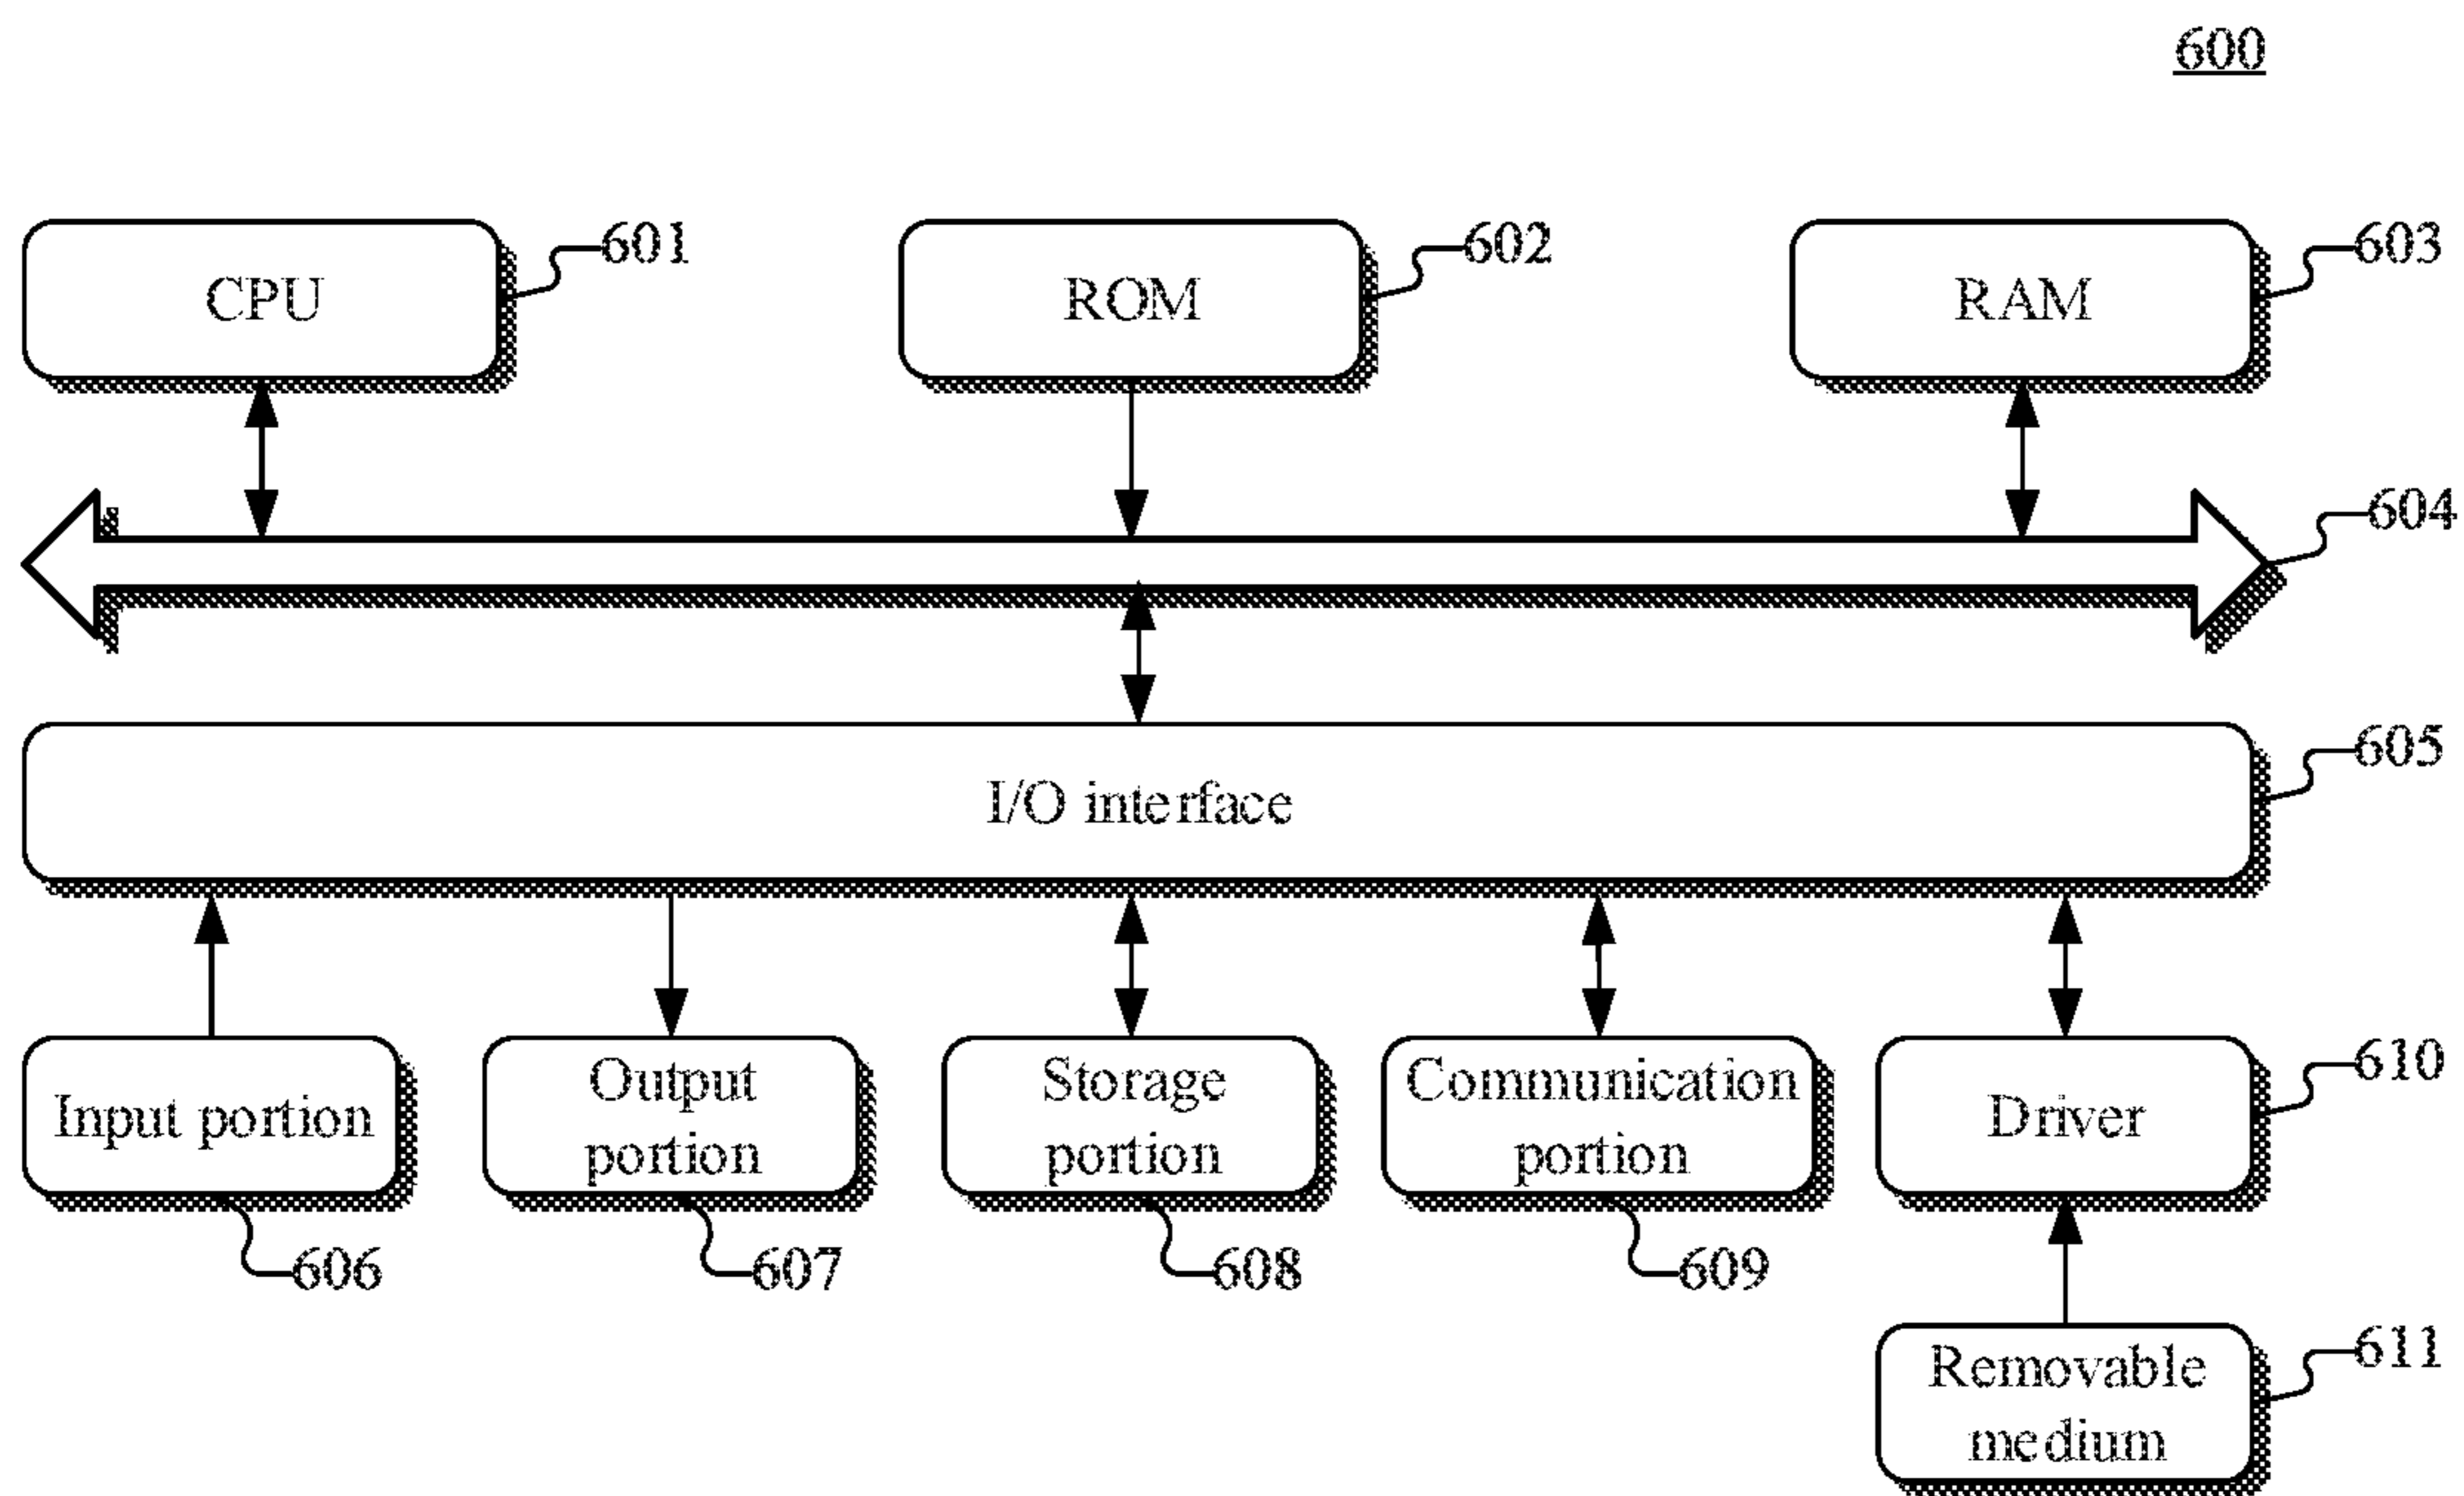 600
CPU
601
ROM
602
RAM
603
604
I/O interface
605
Input portion
Output
portion
Storage
portion
Communication
portion
Driver
610
606
607
608
609
Removable
medium
611